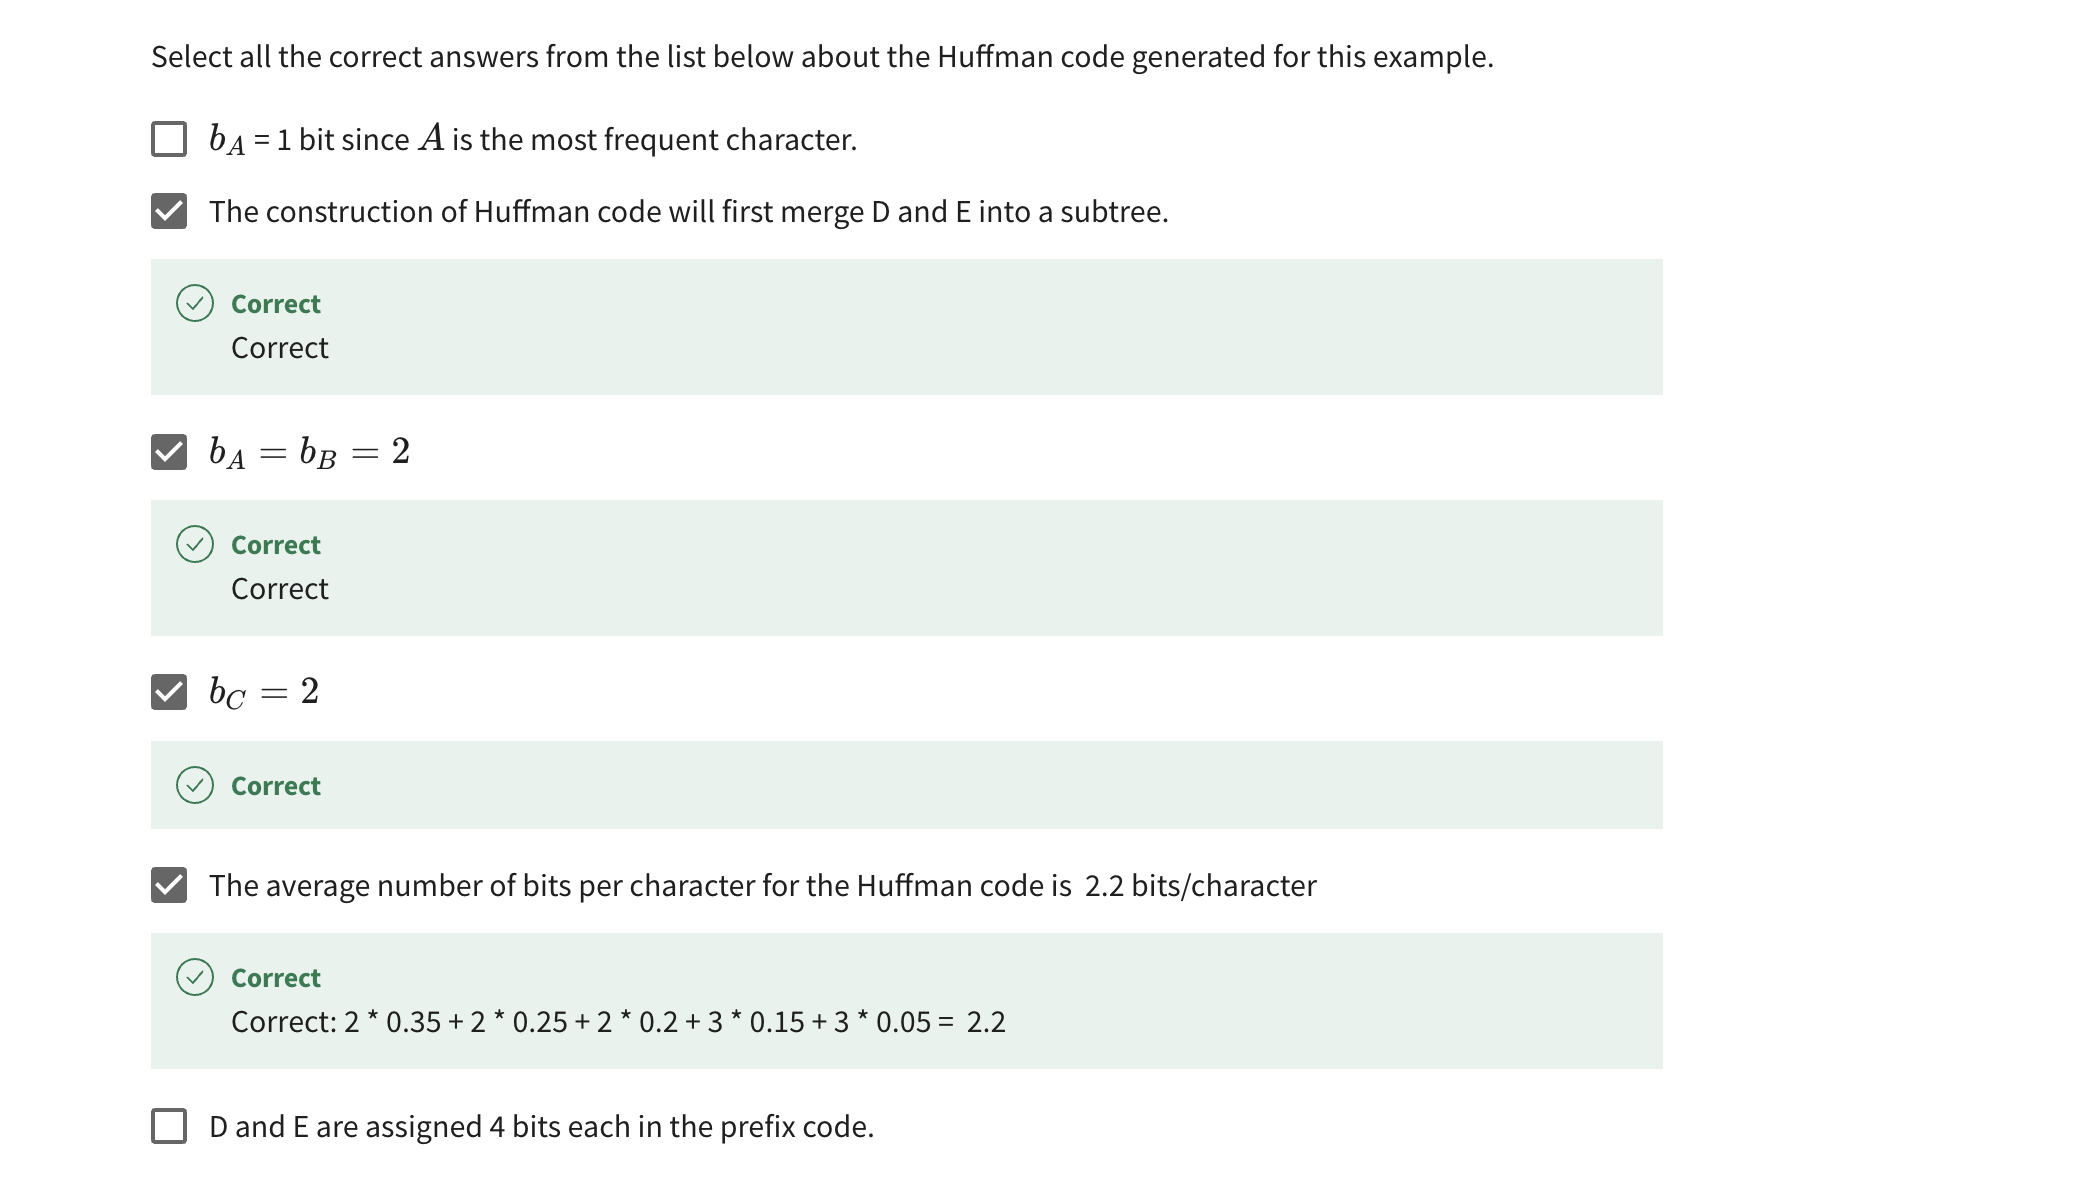 Select all the correct answers from the list below about the Huffman code generated for this example.
b_A = 1 bit since A is the most frequent character.
The construction of Huffman code will first merge D and E into a subtree.
Correct
Correct
b_A = b_B = 2
Correct
Correct
b_C = 2
Correct
The average number of bits per character for the Huffman code is 2.2 bits/character
Correct
Correct: 2 * 0.35 + 2 * 0.25 + 2 * 0.2 + 3 * 0.15 + 3 * 0.05 = 2.2
D and E are assigned 4 bits each in the prefix code.